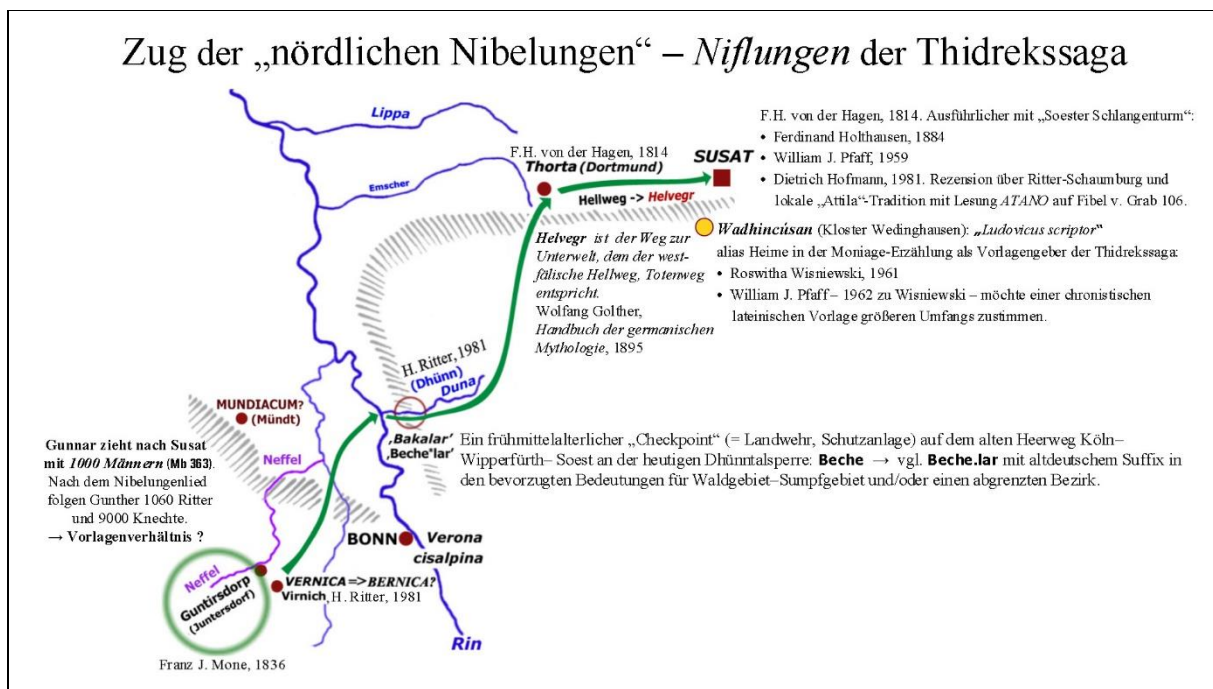 Zug der „nördlichen Nibelungen“ – Niflungen der Thidrekssaga
Lippa
Emscher
F.H. von der Hagen, 1814
Thorta (Dortmund)
SUSAT
Hellweg -> Helvegr
F.H. von der Hagen, 1814. Ausführlicher mit „Soester Schlangenturm“:
• Ferdinand Holthausen, 1884
• William J. Pfaff, 1959
• Dietrich Hofmann, 1981. Rezension über Ritter-Schaumburg und
lokale „Attila“-Tradition mit Lesung ATANO auf Fibel v. Grab 106.
Wadhincúsan (Kloster Wedinghausen): „Ludovicus scriptor“
alias Heime in der Moniage-Erzählung als Vorlagengeber der Thidrekssaga:
• Roswitha Wisniewski, 1961
• William J. Pfaff – 1962 zu Wisniewski – möchte einer chronistischen
lateinischen Vorlage größeren Umfangs zustimmen.
Helvegr ist der Weg zur
Unterwelt, dem der west-
fälische Hellweg, Totenweg
entspricht.
Wolfang Golther,
Handbuch der germanischen
Mythologie, 1895
H. Ritter, 1981
(Dhünn)
Duna
MUNDIACUM?
(Mündt)
‚Bakalar’
‚Beche*lar’
Ein frühmittelalterlicher „Checkpoint“ (= Landwehr, Schutzanlage) auf dem alten Heerweg Köln–
Wipperfürth– Soest an der heutigen Dhünntalsperre: Beche → vgl. Beche.lar mit altdeutschem Suffix in
den bevorzugten Bedeutungen für Waldgebiet–Sumpfgebiet und/oder einen abgrenzten Bezirk.
Gunnar zieht nach Susat
mit 1000 Männern (Mb 363).
Nach dem Nibelungenlied
folgen Gunther 1060 Ritter
und 9000 Knechte.
→ Vorlagenverhältnis ?
Neffel
BONN
Verona
cisalpina
Neffel
Guntirsdorp
(Juntersdorf)
VERNICA=>BERNICA?
Virnich, H. Ritter, 1981
Rin
Franz J. Mone, 1836